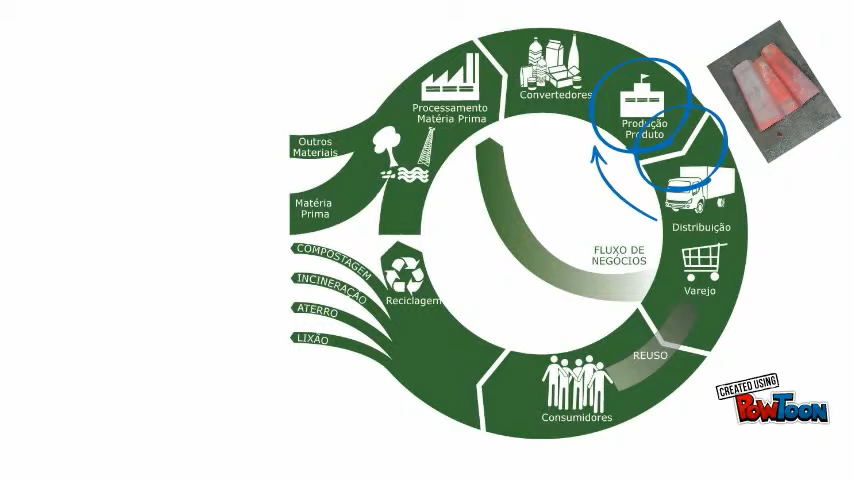 Convertedores
Processamento
Matéria Prima
Produção
Produto
Outros
Materiais
Matéria
Prima
Distribuição
FLUXO DE
NEGÓCIOS
COMPOSTAGEM
INCINERAÇÃO
ATERRO
LIXÃO
Reciclagem
Varejo
REUSO
Consumidores
CREATED USING
POWTOON